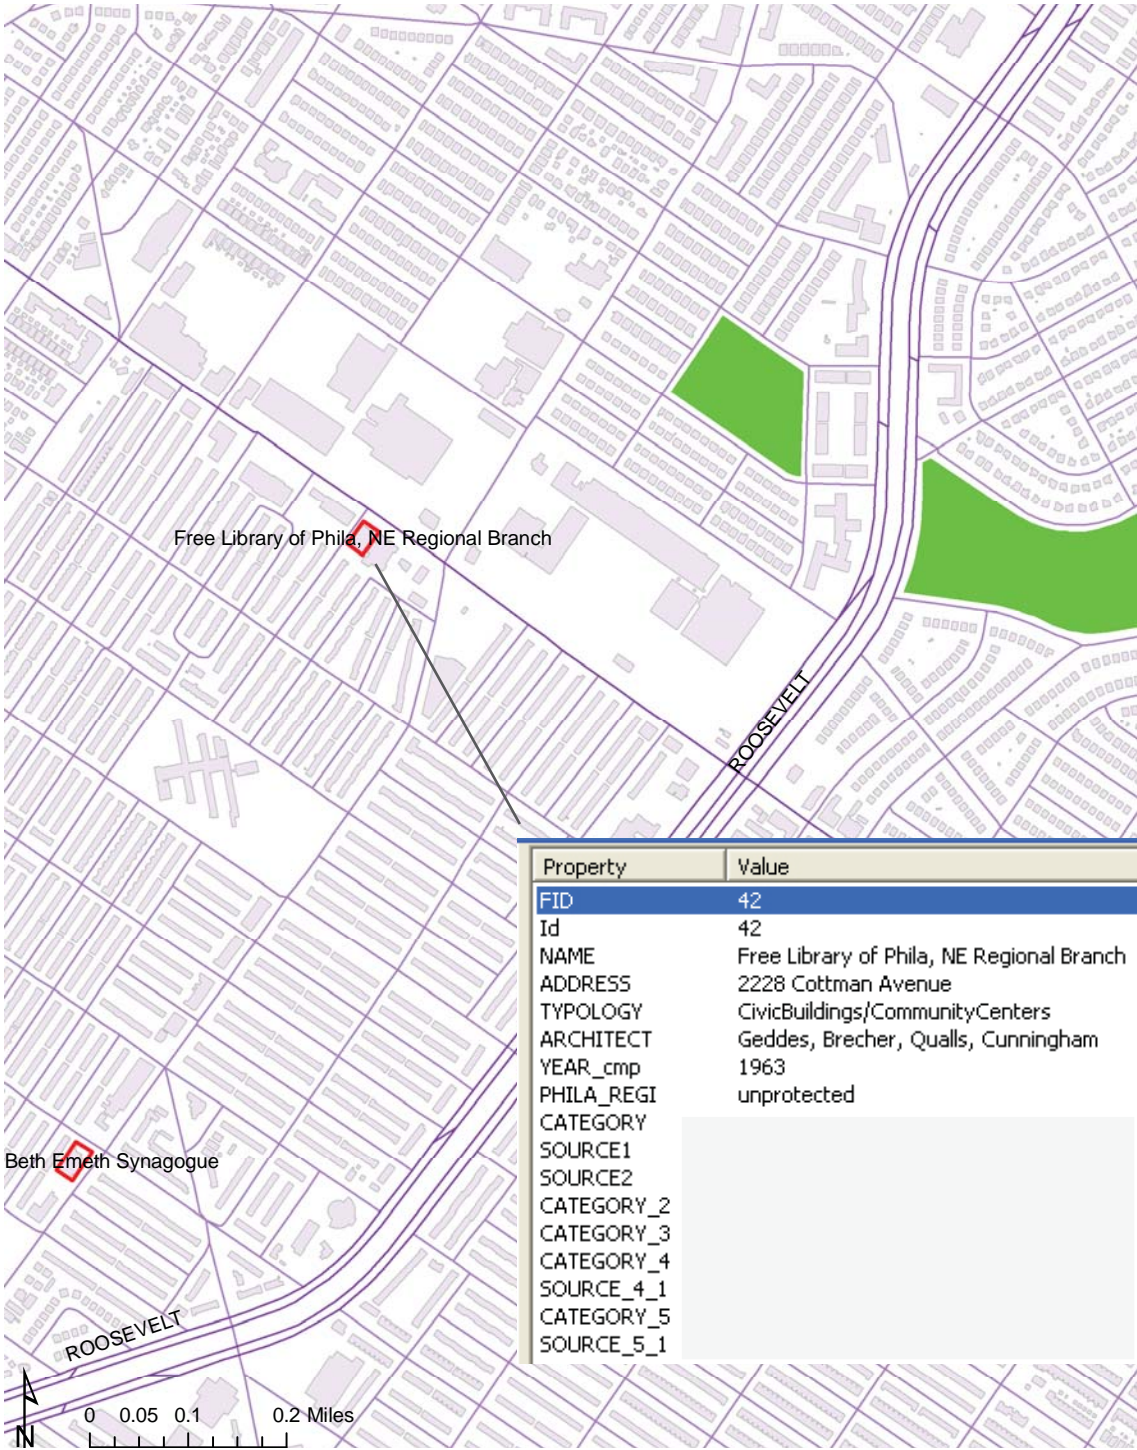 Free Library of Phila, NE Regional Branch
ROOSEVELT
Property Value
FID 42
Id 42
NAME Free Library of Phila, NE Regional Branch
ADDRESS 2228 Cottman Avenue
TYPOLOGY CivicBuildings/CommunityCenters
ARCHITECT Geddes, Brecher, Qualls, Cunningham
YEAR_cmp 1963
PHILA_REGI unprotected
CATEGORY
SOURCE1
SOURCE2
CATEGORY_2
CATEGORY_3
CATEGORY_4
SOURCE_4_1
CATEGORY_5
SOURCE_5_1
Beth Emeth Synagogue
ROOSEVELT
N
0 0.05 0.1 0.2 Miles